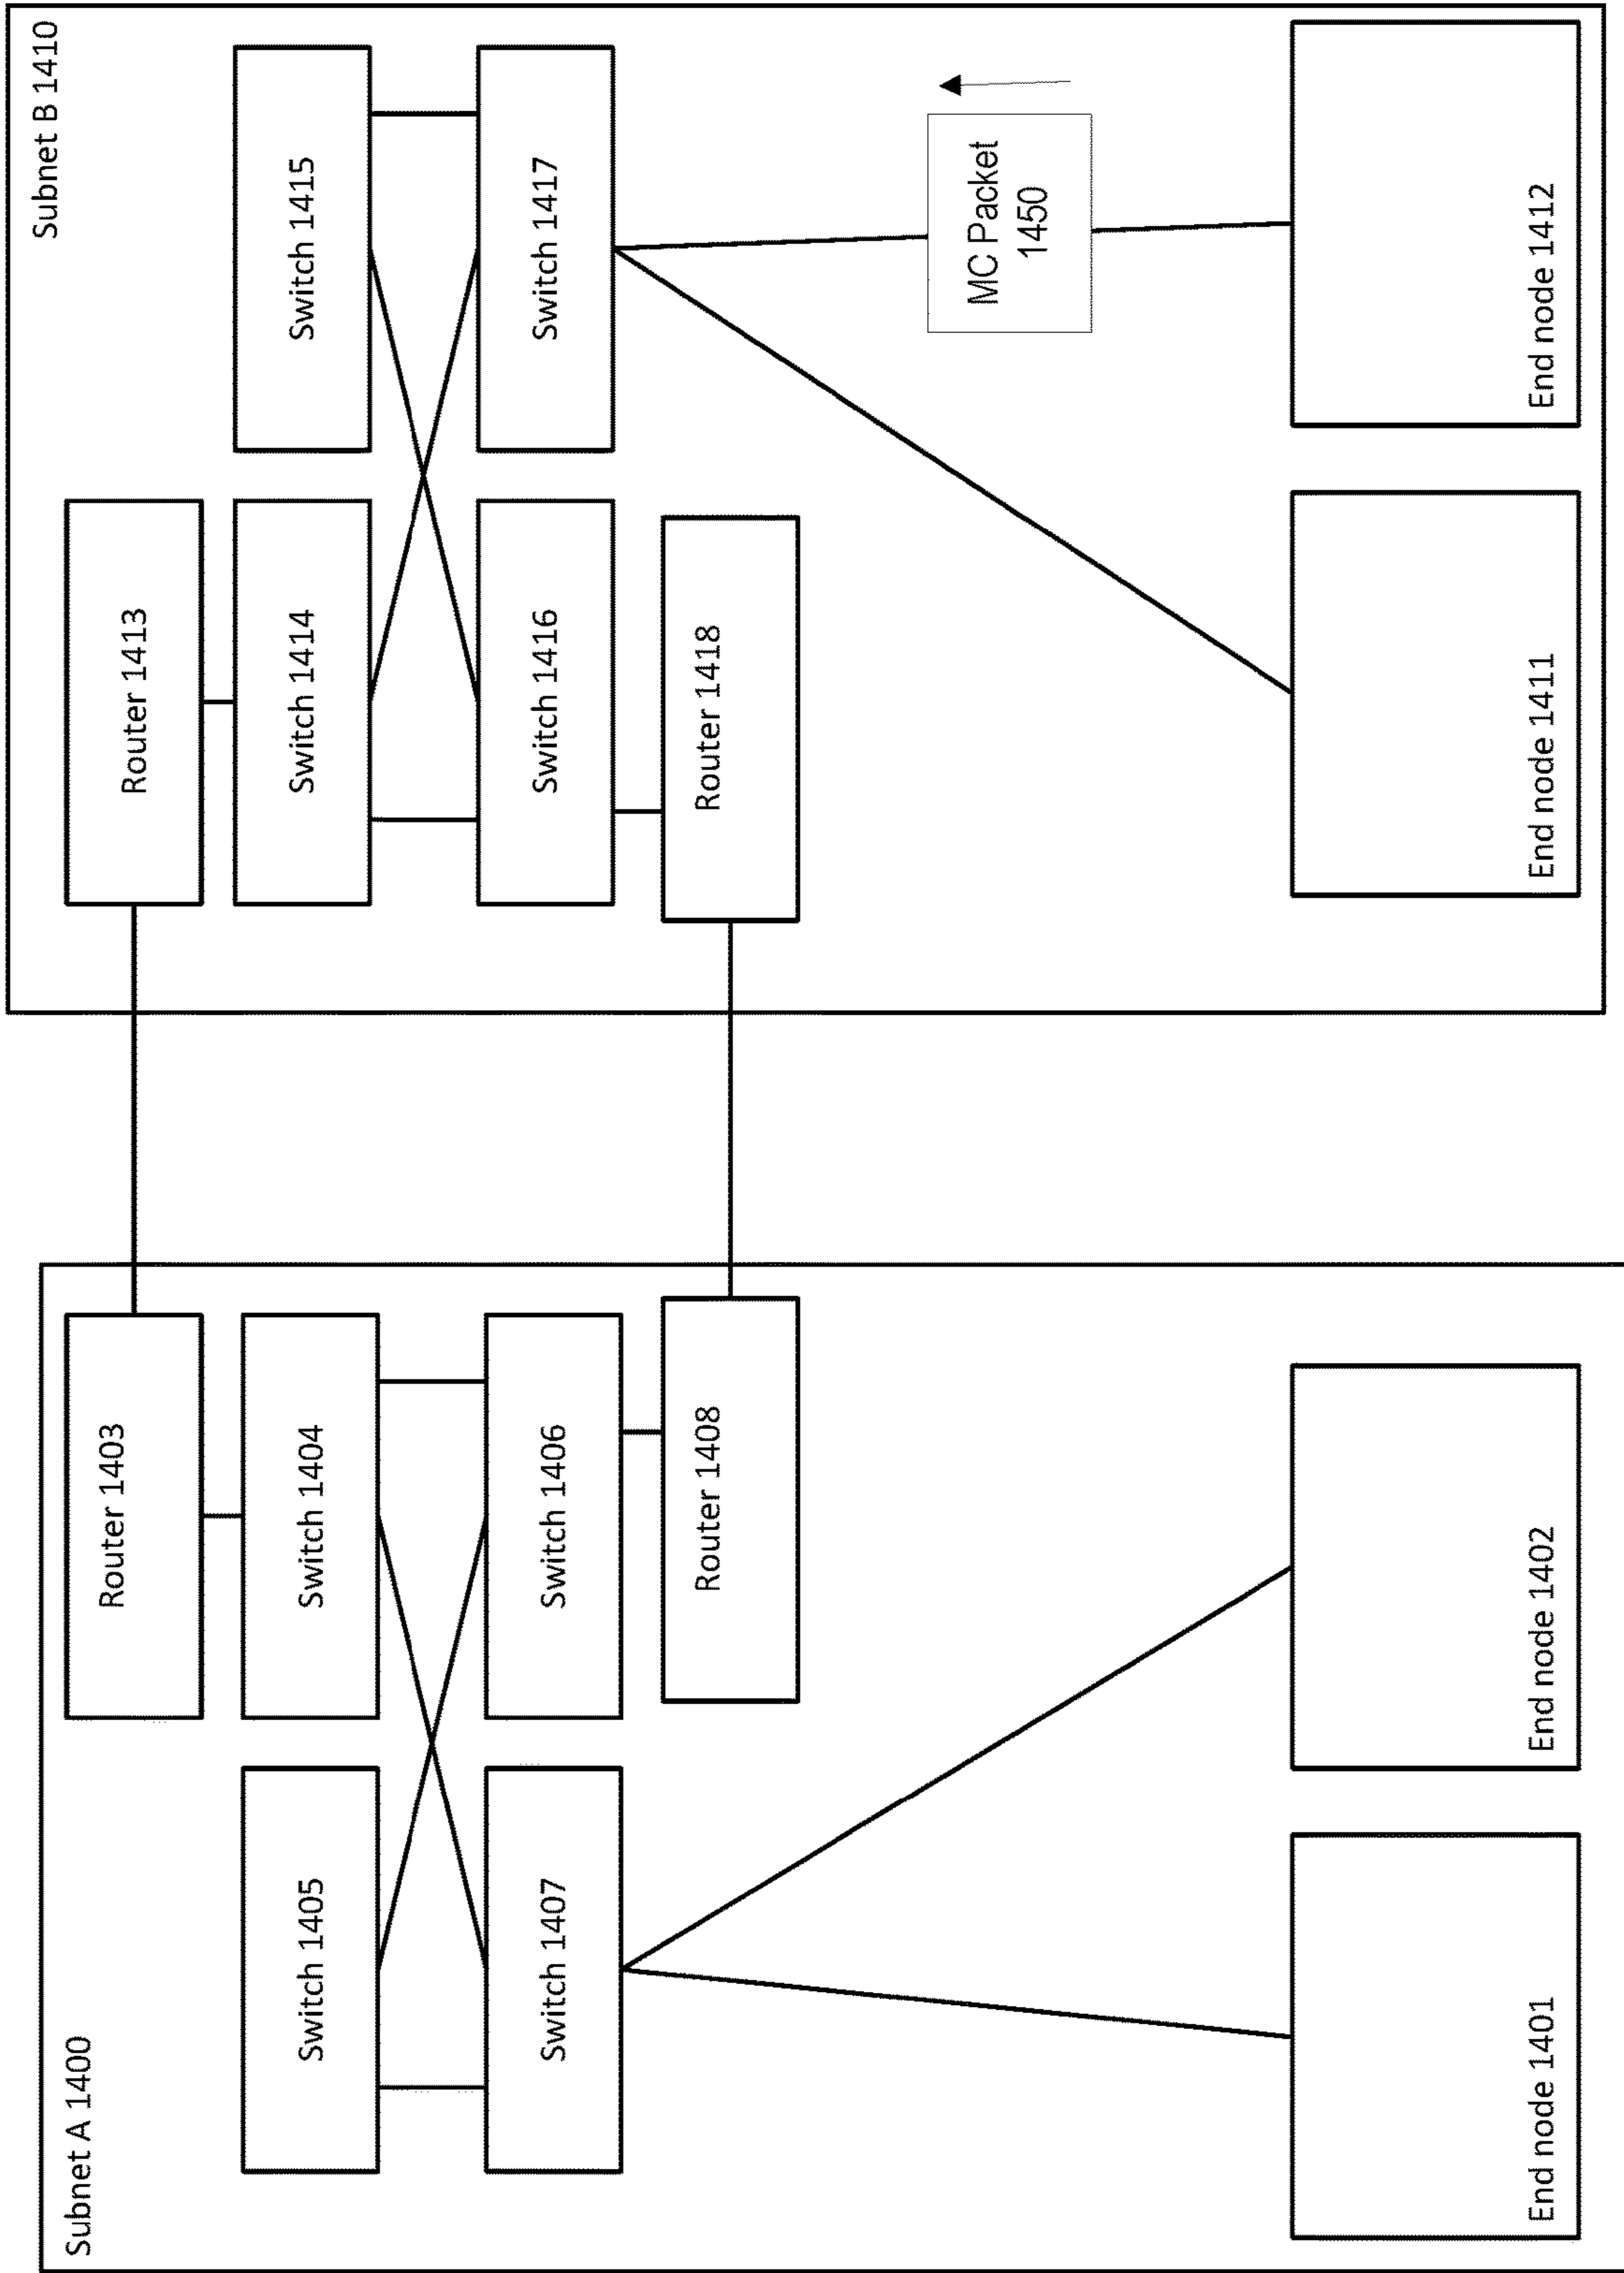 Subnet A 1400
Router 1403
Switch 1405
Switch 1404
Switch 1407
Switch 1406
Router 1408
End node 1401
End node 1402
Subnet B 1410
Router 1413
Switch 1414
Switch 1415
Switch 1416
Switch 1417
Router 1418
MC Packet
1450
End node 1411
End node 1412